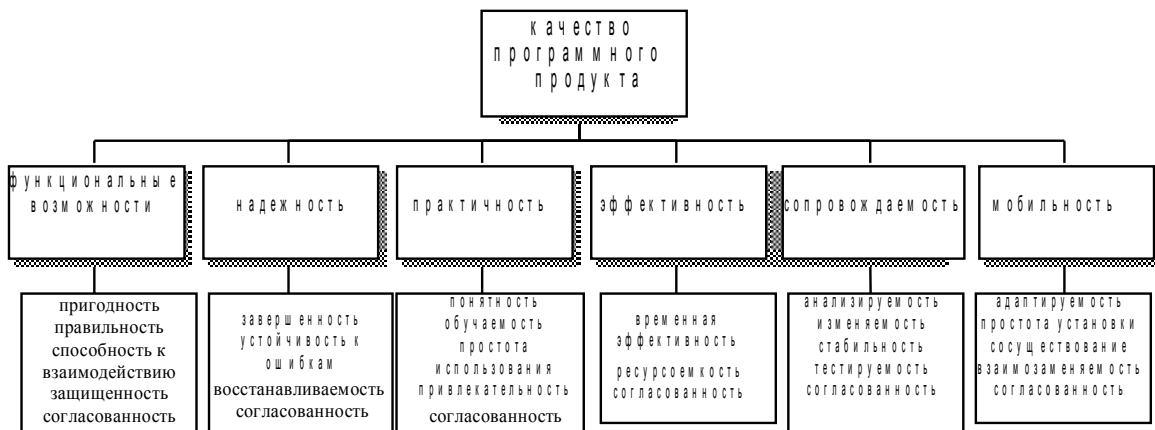 качество
программного
продукта
функциональные
возможности
надежность
практичность
эффективность
сопровождаемость
мобильность
пригодность
правильность
способность к
взаимодействию
защищенность
согласованность
завершенность
устойчивость к
ошибкам
восстанавливаемость
согласованность
понятность
обучаемость
простота
использования
привлекательность
согласованность
временная
эффективность
ресурсоемкость
согласованность
анализируемость
изменяемость
стабильность
тестируемость
согласованность
адаптируемость
простота установки
сосуществование
взаимозаменяемость
согласованность